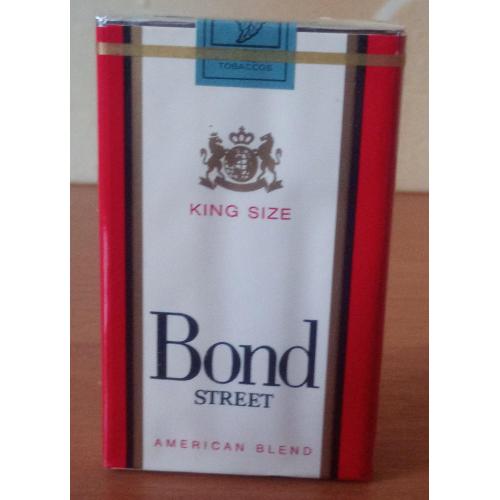 TOBACCOS
KING SIZE
Bond
STREET
AMERICAN BLEND